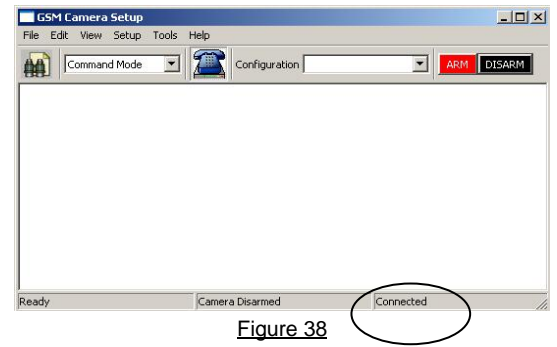 GSM Camera Setup
File Edit View Setup Tools Help
Command Mode Configuration ARM DISARM
Ready Camera Disarmed Connected
Figure 38